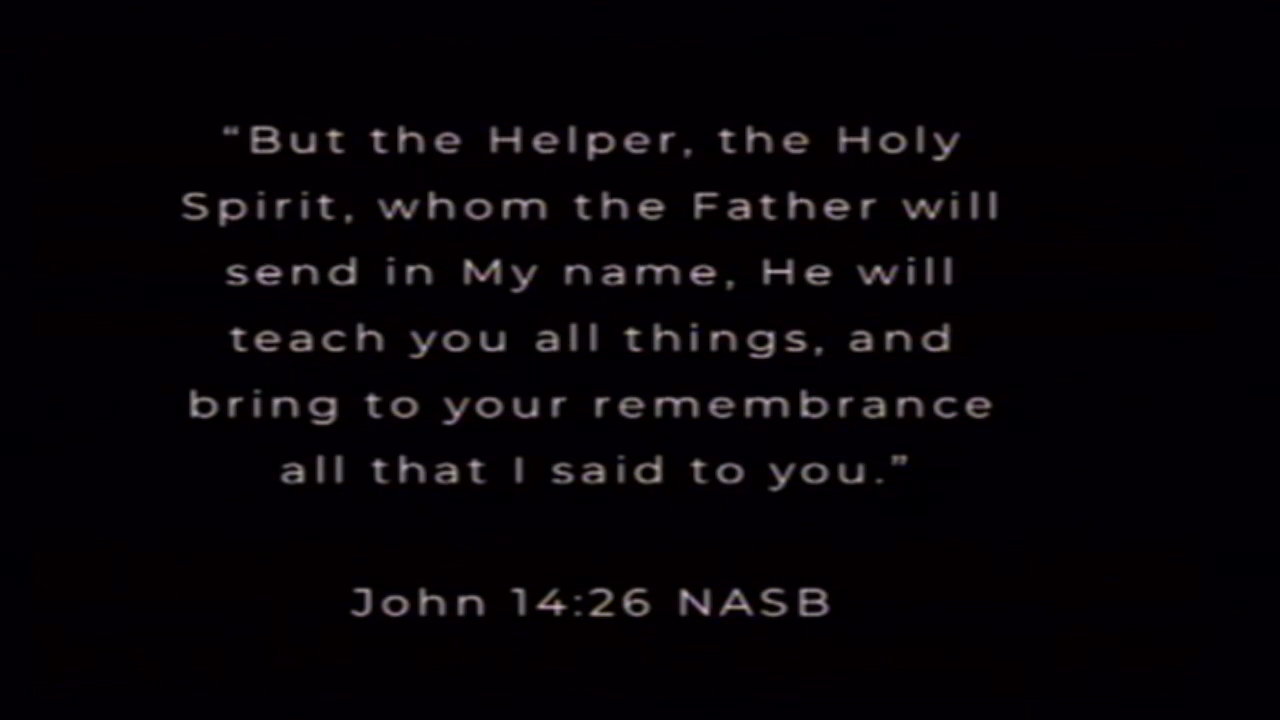 “But the Helper, the Holy
Spirit, whom the Father will
send in My name, He will
teach you all things, and
bring to your remembrance
all that I said to you.”
John 14:26 NASB